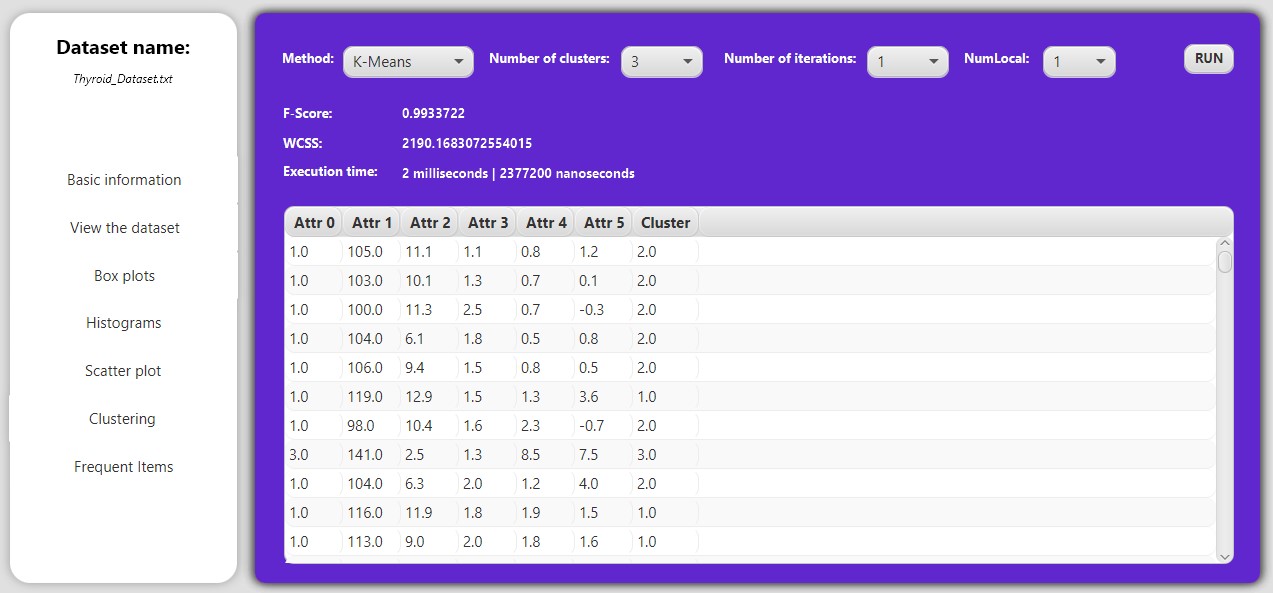 Dataset name:
Thyroid_Dataset.txt
Basic information
View the dataset
Box plots
Histograms
Scatter plot
Clustering
Frequent Items
Method: K-Means Number of clusters: 3 Number of iterations: 1 NumLocal: 1 RUN
F-Score: 0.9933722
WCSS: 2190.1683072554015
Execution time: 2 milliseconds | 2377200 nanoseconds
Attr 0 Attr 1 Attr 2 Attr 3 Attr 4 Attr 5 Cluster
1.0 105.0 11.1 1.1 0.8 1.2 2.0
1.0 103.0 10.1 1.3 0.7 0.1 2.0
1.0 100.0 11.3 2.5 0.7 -0.3 2.0
1.0 104.0 6.1 1.8 0.5 0.8 2.0
1.0 106.0 9.4 1.5 0.8 0.5 2.0
1.0 119.0 12.9 1.5 1.3 3.6 1.0
1.0 98.0 10.4 1.6 2.3 -0.7 2.0
3.0 141.0 2.5 1.3 8.5 7.5 3.0
1.0 104.0 6.3 2.0 1.2 4.0 2.0
1.0 116.0 11.9 1.8 1.9 1.5 1.0
1.0 113.0 9.0 2.0 1.8 1.6 1.0